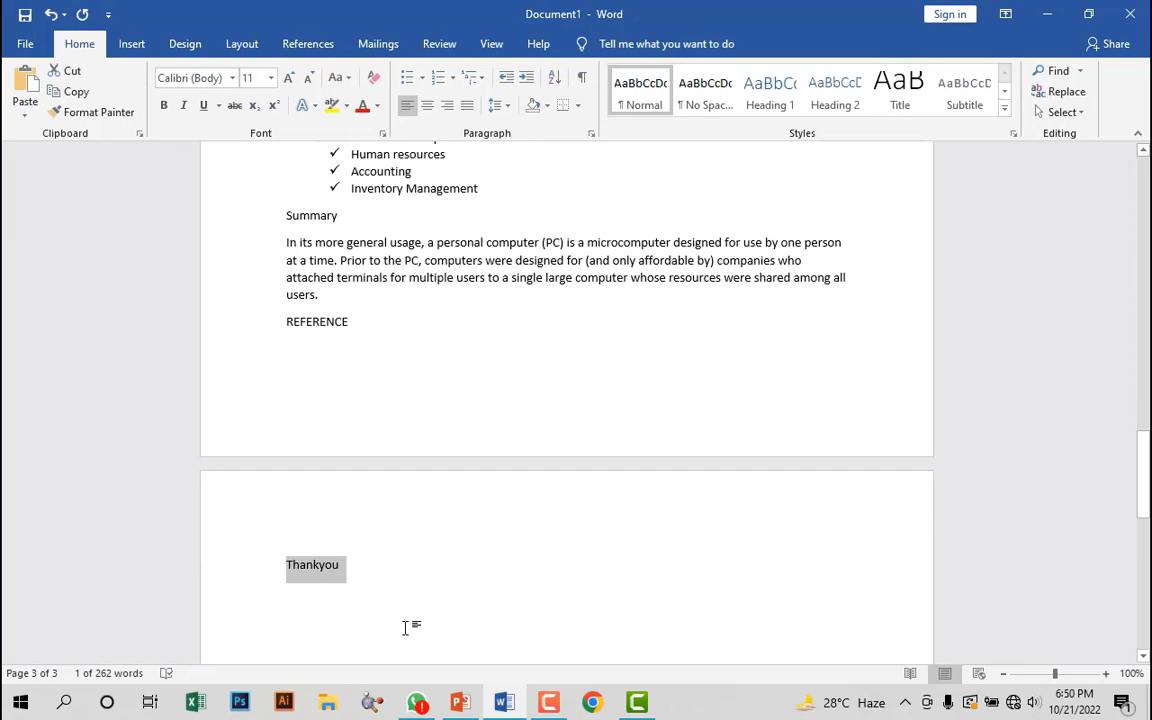 Document1 - Word
Sign in
File Home Insert Design Layout References Mailings Review View Help Tell me what you want to do Share
Paste
Cut
Copy
Format Painter
Clipboard
Calibri (Body) 11
Font
Paragraph
AaBbCcDc
¶ Normal
AaBbCcDc
¶ No Spac...
AaBbCc
Heading 1
AaBbCcD
Heading 2
AaB
Title
AaBbCcD
Subtitle
Styles
Find
Replace
Select
Editing
Human resources
Accounting
Inventory Management
Summary
In its more general usage, a personal computer (PC) is a microcomputer designed for use by one person
at a time. Prior to the PC, computers were designed for (and only affordable by) companies who
attached terminals for multiple users to a single large computer whose resources were shared among all
users.
REFERENCE
Thankyou
Page 3 of 3 1 of 262 words 100%
28°C Haze
6:50 PM
10/21/2022